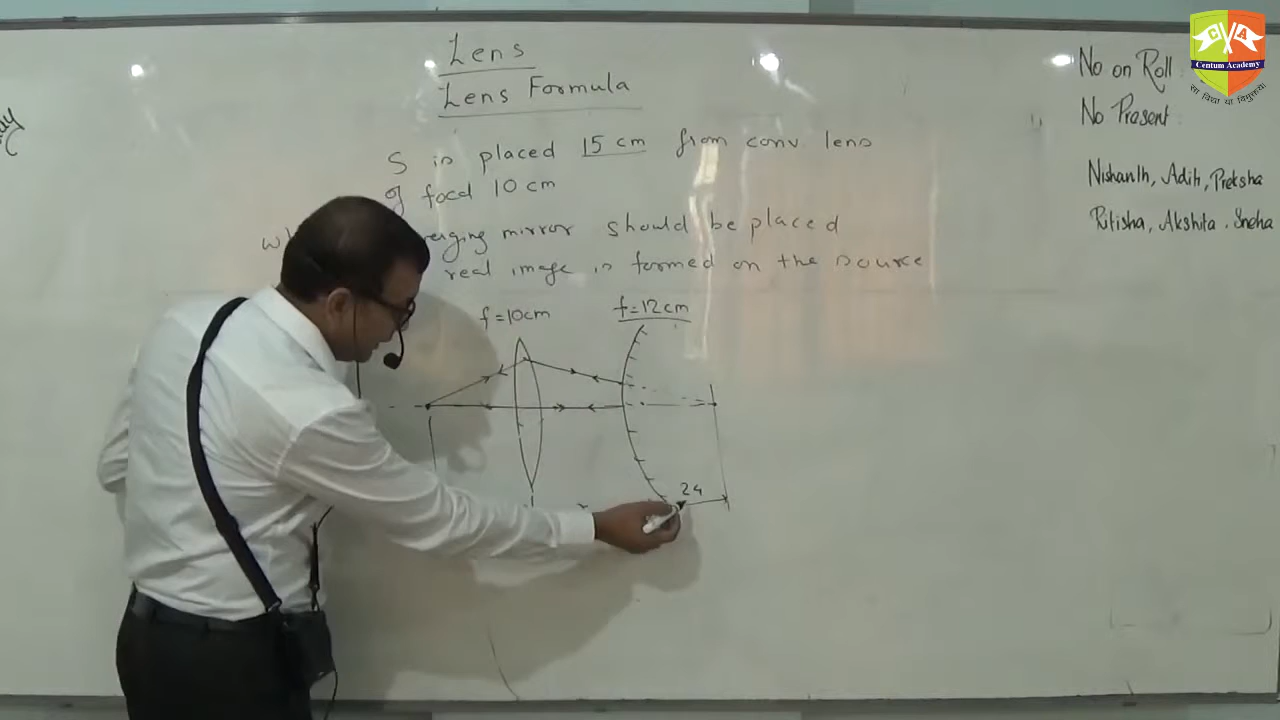 Lens
Lens Formula
S is placed 15 cm from conv lens
of focal 10 cm
mirror should be placed
real image is formed on the source
f=10cm
f=12cm
24
No on Roll
No Present
Nishanth, Adih, Preksha
Ritisha, Akshita. Sneha
C A
Centum Academy